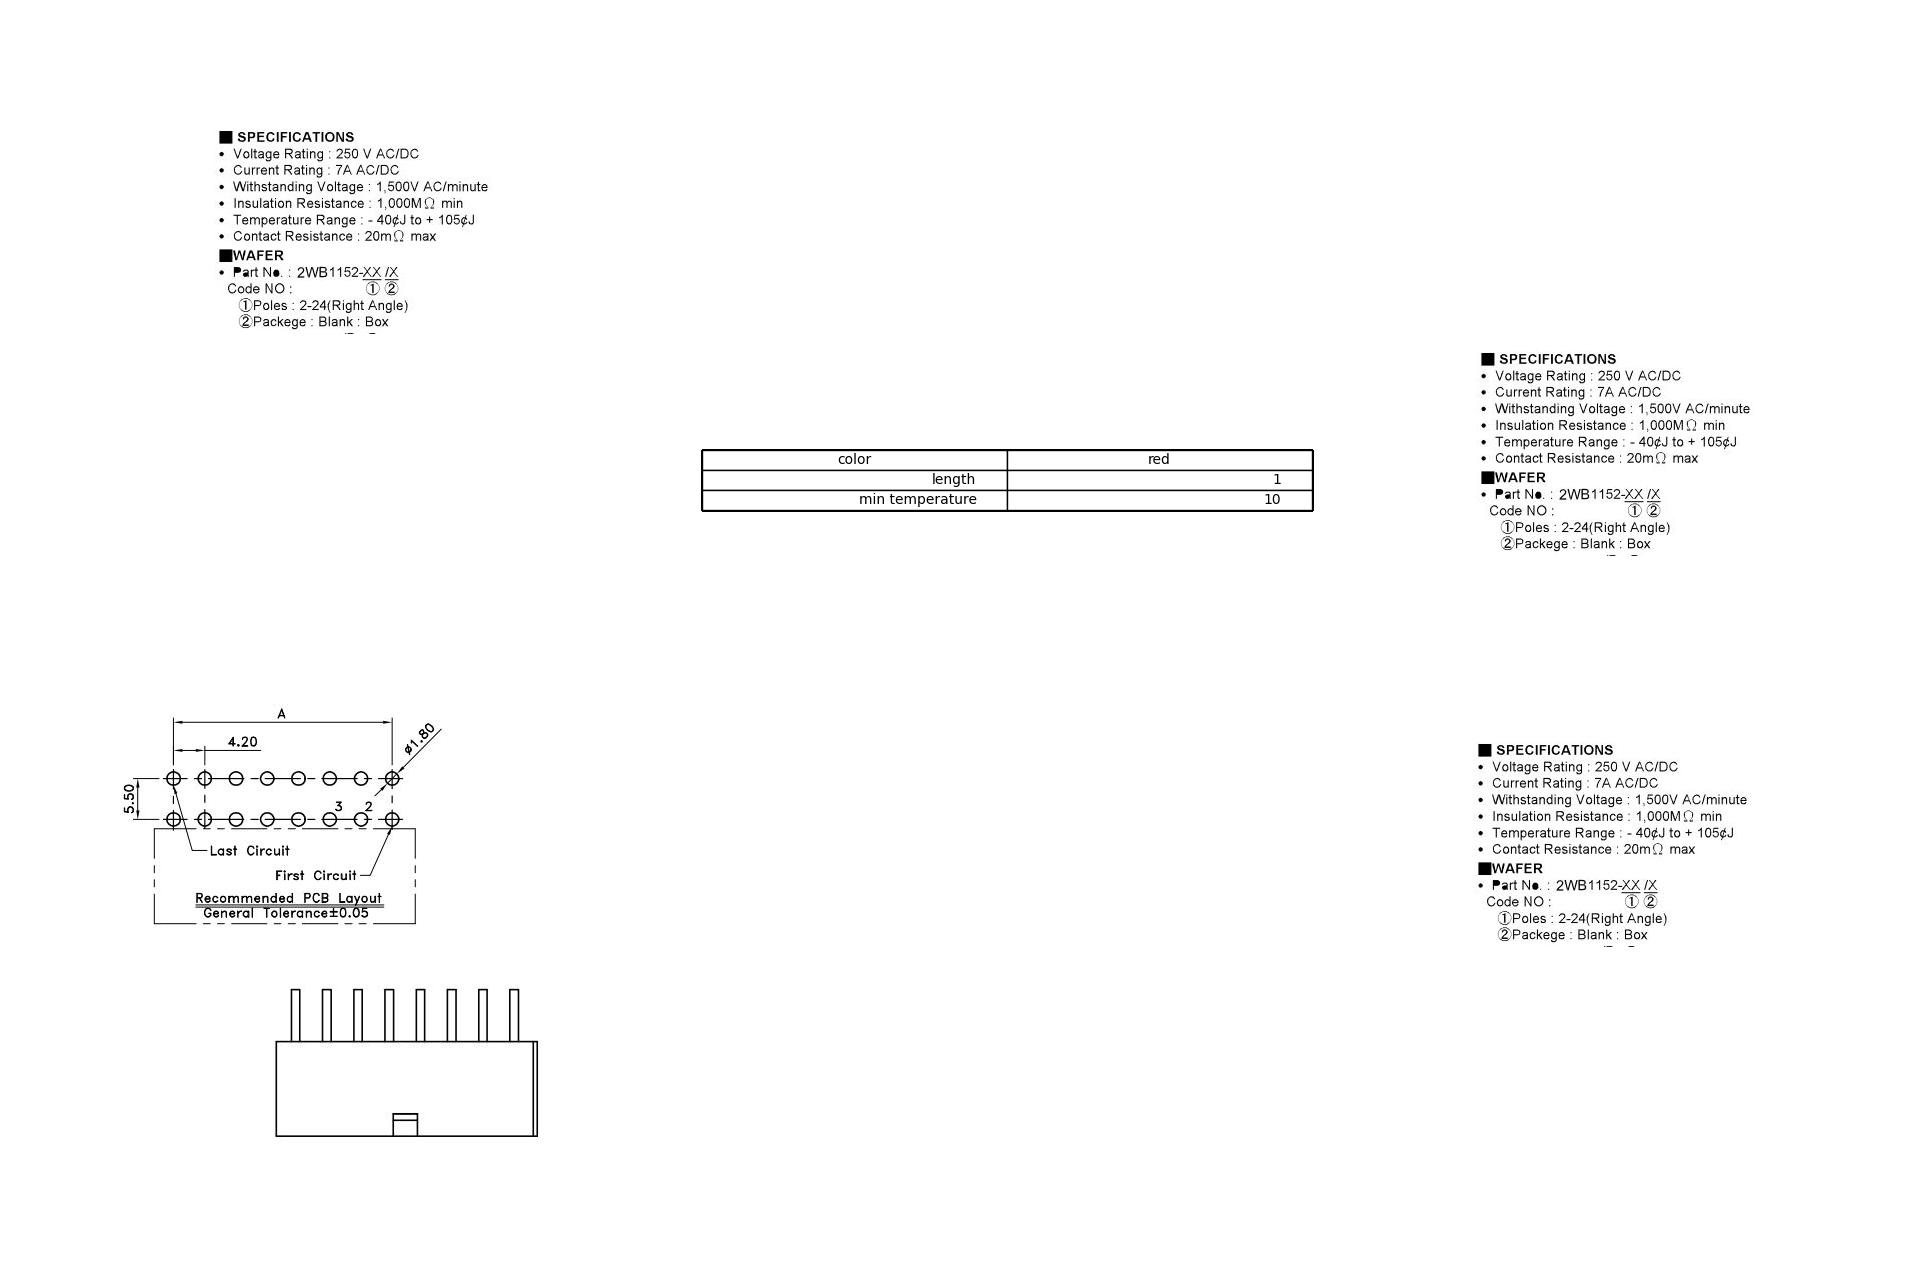 ■ SPECIFICATIONS
• Voltage Rating : 250 V AC/DC
• Current Rating : 7A AC/DC
• Withstanding Voltage : 1,500V AC/minute
• Insulation Resistance : 1,000MΩ min
• Temperature Range : - 40¢J to + 105¢J
• Contact Resistance : 20mΩ max
■WAFER
• Part No. : 2WB1152-XX /X
Code NO : ① ②
①Poles : 2-24(Right Angle)
②Packege : Blank : Box
■ SPECIFICATIONS
• Voltage Rating : 250 V AC/DC
• Current Rating : 7A AC/DC
• Withstanding Voltage : 1,500V AC/minute
• Insulation Resistance : 1,000MΩ min
• Temperature Range : - 40¢J to + 105¢J
• Contact Resistance : 20mΩ max
■WAFER
• Part No. : 2WB1152-XX /X
Code NO : ① ②
①Poles : 2-24(Right Angle)
②Packege : Blank : Box
color red
length 1
min temperature 10
A
4.20
ø1.80
5.50
3 2
Last Circuit
First Circuit
Recommended PCB Layout
General Tolerance±0.05
■ SPECIFICATIONS
• Voltage Rating : 250 V AC/DC
• Current Rating : 7A AC/DC
• Withstanding Voltage : 1,500V AC/minute
• Insulation Resistance : 1,000MΩ min
• Temperature Range : - 40¢J to + 105¢J
• Contact Resistance : 20mΩ max
■WAFER
• Part No. : 2WB1152-XX /X
Code NO : ① ②
①Poles : 2-24(Right Angle)
②Packege : Blank : Box